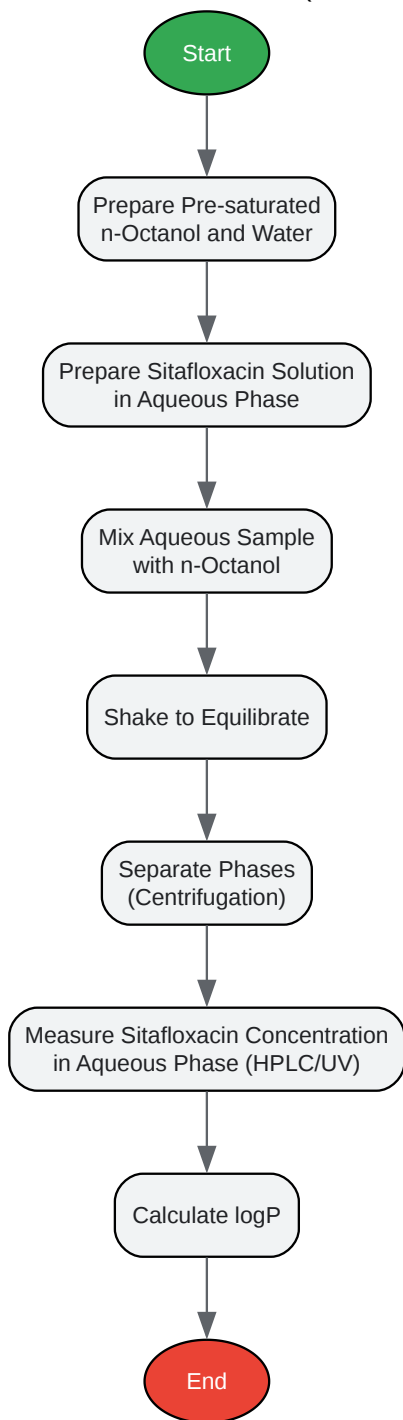 Start
Prepare Pre-saturated
n-Octanol and Water
Prepare Sitafloxacin Solution
in Aqueous Phase
Mix Aqueous Sample
with n-Octanol
Shake to Equilibrate
Separate Phases
(Centrifugation)
Measure Sitafloxacin Concentration
in Aqueous Phase (HPLC/UV)
Calculate logP
End